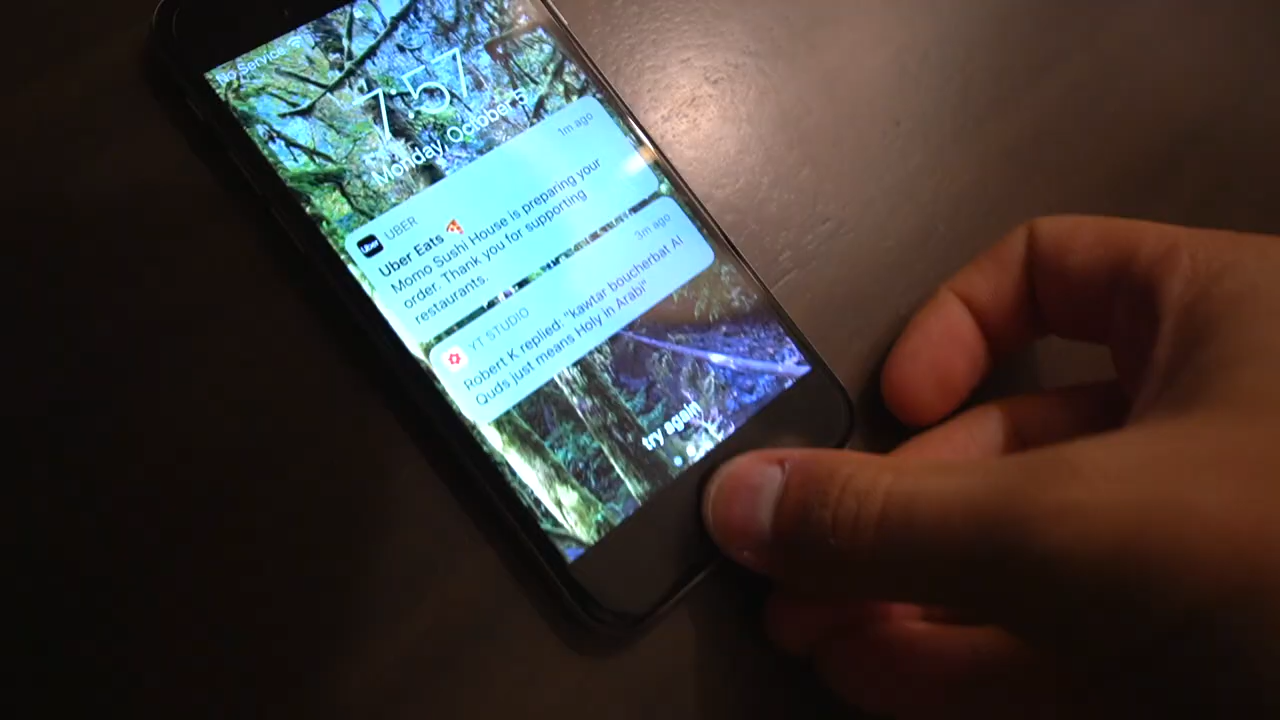 No Service
7:57
Monday, October 5
Uber
UBER
1m ago
Uber Eats 🍕
Momo Sushi House is preparing your
order. Thank you for supporting
restaurants.
YT STUDIO
3m ago
Robert K replied: "kawtar boucherbat Al
Quds just means Holy in Arabi"
try again